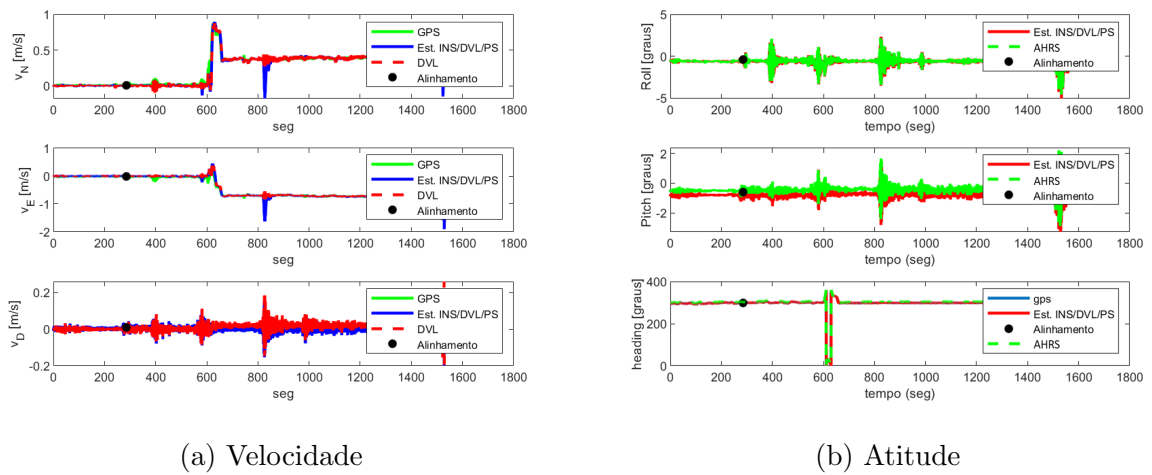 1
0.5
0
v_N [m/s]
GPS
Est. INS/DVL/PS
DVL
Alinhamento
0 200 400 600 800 1000 1200 1400 1600 1800
seg
1
0
-1
-2
v_E [m/s]
GPS
Est. INS/DVL/PS
DVL
Alinhamento
0 200 400 600 800 1000 1200 1400 1600 1800
seg
0.2
0
-0.2
v_D [m/s]
GPS
Est. INS/DVL/PS
DVL
Alinhamento
0 200 400 600 800 1000 1200 1400 1600 1800
seg
(a) Velocidade
5
0
-5
Roll [graus]
Est. INS/DVL/PS
AHRS
Alinhamento
0 200 400 600 800 1000 1200 1400 1600 1800
tempo (seg)
2
0
-2
Pitch [graus]
Est. INS/DVL/PS
AHRS
Alinhamento
0 200 400 600 800 1000 1200 1400 1600 1800
tempo (seg)
400
200
0
heading [graus]
gps
Est. INS/DVL/PS
Alinhamento
AHRS
0 200 400 600 800 1000 1200 1400 1600 1800
tempo (seg)
(b) Atitude